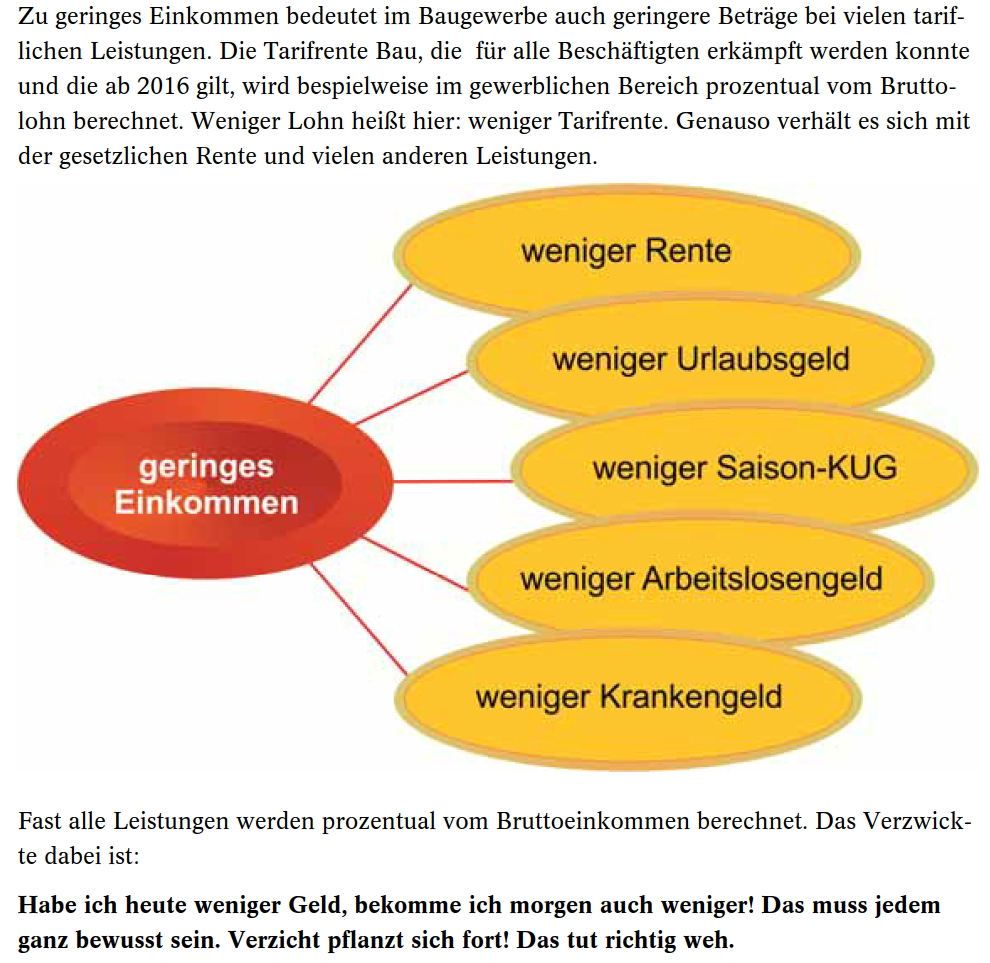 Zu geringes Einkommen bedeutet im Baugewerbe auch geringere Beträge bei vielen tarif-
lichen Leistungen. Die Tarifrente Bau, die  für alle Beschäftigten erkämpft werden konnte
und die ab 2016 gilt, wird bespielweise im gewerblichen Bereich prozentual vom Brutto-
lohn berechnet. Weniger Lohn heißt hier: weniger Tarifrente. Genauso verhält es sich mit
der gesetzlichen Rente und vielen anderen Leistungen.
weniger Rente
weniger Urlaubsgeld
weniger Saison-KUG
geringes
Einkommen
weniger Arbeitslosengeld
weniger Krankengeld
Fast alle Leistungen werden prozentual vom Bruttoeinkommen berechnet. Das Verzwick-
te dabei ist:
Habe ich heute weniger Geld, bekomme ich morgen auch weniger! Das muss jedem
ganz bewusst sein. Verzicht pflanzt sich fort! Das tut richtig weh.